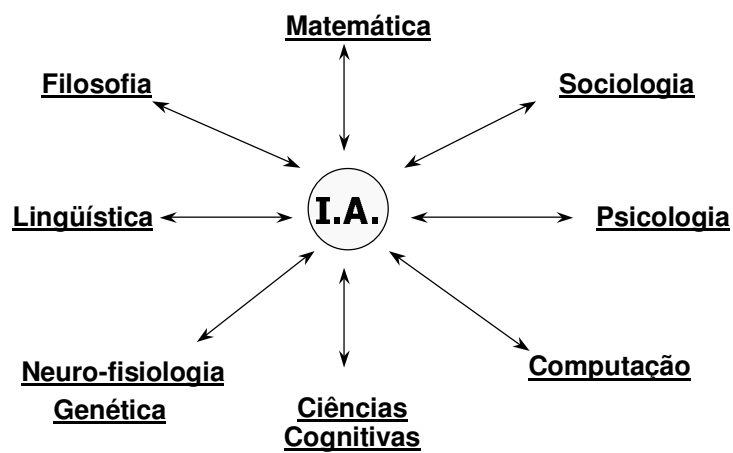 Matemática
Filosofia
Sociologia
I.A.
Lingüística
Psicologia
Neuro-fisiologia
Genética
Computação
Ciências
Cognitivas